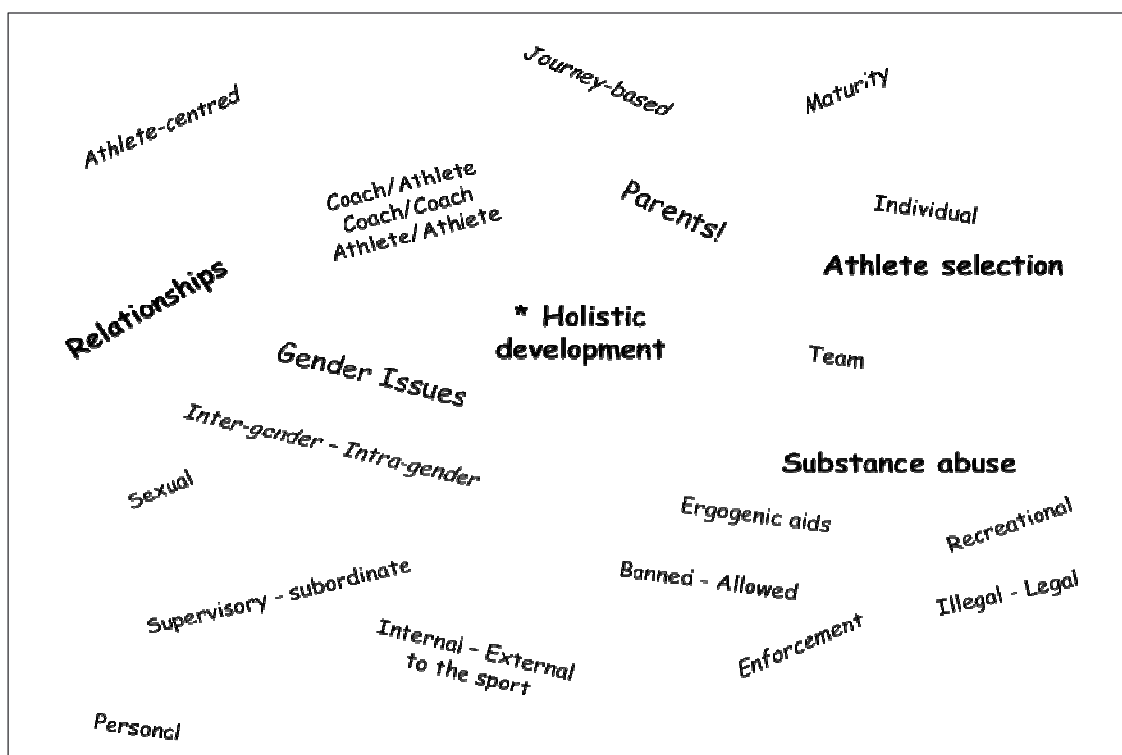 Journey-based
Maturity
Athlete-centred
Coach/Athlete
Coach/Coach
Athlete/Athlete
Parents!
Individual
Athlete selection
Relationships
* Holistic
development
Gender Issues
Team
Inter-gender - Intra-gender
Substance abuse
Sexual
Ergogenic aids
Recreational
Supervisory - subordinate
Banned - Allowed
Illegal - Legal
Internal - External
to the sport
Enforcement
Personal